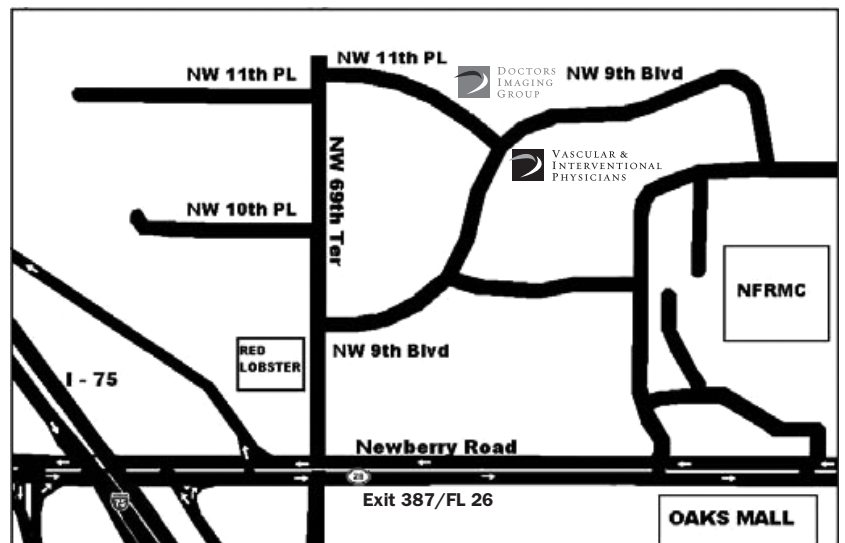 NW 11th PL
NW 11th PL
DOCTORS
IMAGING
GROUP
NW 9th Blvd
NW 69th Ter
VASCULAR &
INTERVENTIONAL
PHYSICIANS
NW 10th PL
NFRMC
RED
LOBSTER
NW 9th Blvd
I - 75
Newberry Road
26
Exit 387/FL 26
75
OAKS MALL